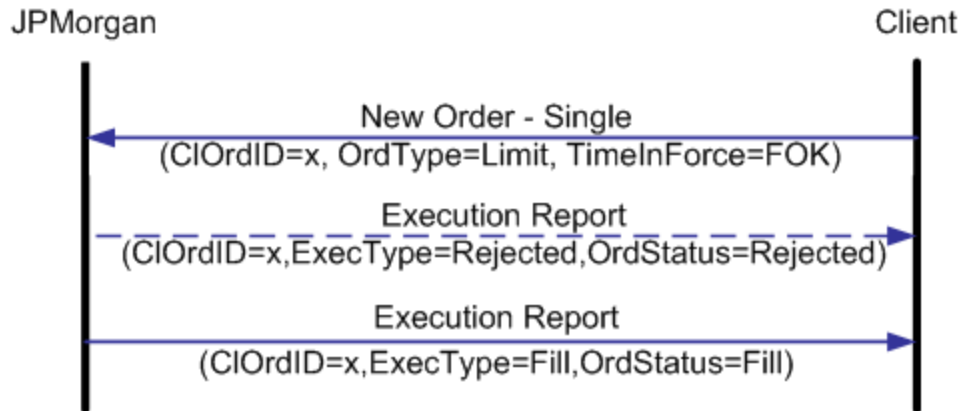 JPMorgan
Client
New Order - Single
(ClOrdID=x, OrdType=Limit, TimeInForce=FOK)
Execution Report
(ClOrdID=x,ExecType=Rejected,OrdStatus=Rejected)
Execution Report
(ClOrdID=x,ExecType=Fill,OrdStatus=Fill)